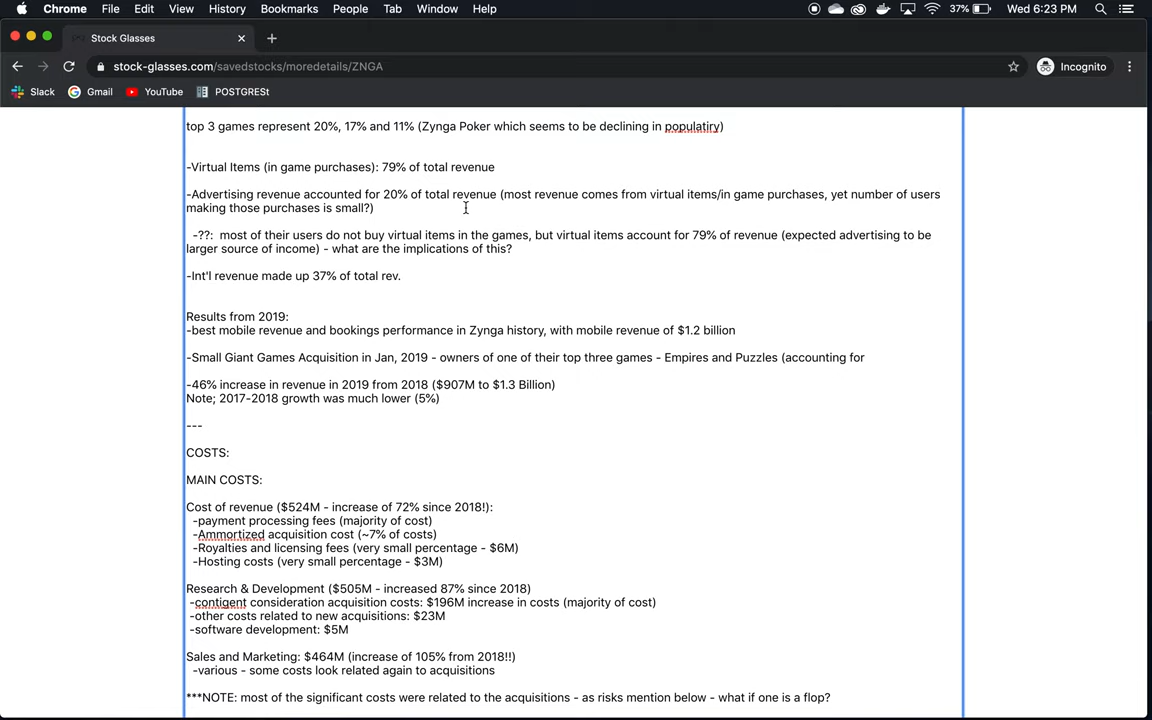 Chrome File Edit View History Bookmarks People Tab Window Help 37% Wed 6:23 PM
Stock Glasses
stock-glasses.com/savedstocks/moredetails/ZNGA Incognito
Slack Gmail YouTube POSTGRESt
top 3 games represent 20%, 17% and 11% (Zynga Poker which seems to be declining in populatiry)
-Virtual Items (in game purchases): 79% of total revenue
-Advertising revenue accounted for 20% of total revenue (most revenue comes from virtual items/in game purchases, yet number of users
making those purchases is small?)
-??:  most of their users do not buy virtual items in the games, but virtual items account for 79% of revenue (expected advertising to be
larger source of income) - what are the implications of this?
-Int'l revenue made up 37% of total rev.
Results from 2019:
-best mobile revenue and bookings performance in Zynga history, with mobile revenue of $1.2 billion
-Small Giant Games Acquisition in Jan, 2019 - owners of one of their top three games - Empires and Puzzles (accounting for
-46% increase in revenue in 2019 from 2018 ($907M to $1.3 Billion)
Note; 2017-2018 growth was much lower (5%)
---
COSTS:
MAIN COSTS:
Cost of revenue ($524M - increase of 72% since 2018!):
-payment processing fees (majority of cost)
-Ammortized acquisition cost (~7% of costs)
-Royalties and licensing fees (very small percentage - $6M)
-Hosting costs (very small percentage - $3M)
Research & Development ($505M - increased 87% since 2018)
-contigent consideration acquisition costs: $196M increase in costs (majority of cost)
-other costs related to new acquisitions: $23M
-software development: $5M
Sales and Marketing: $464M (increase of 105% from 2018!!)
-various - some costs look related again to acquisitions
***NOTE: most of the significant costs were related to the acquisitions - as risks mention below - what if one is a flop?